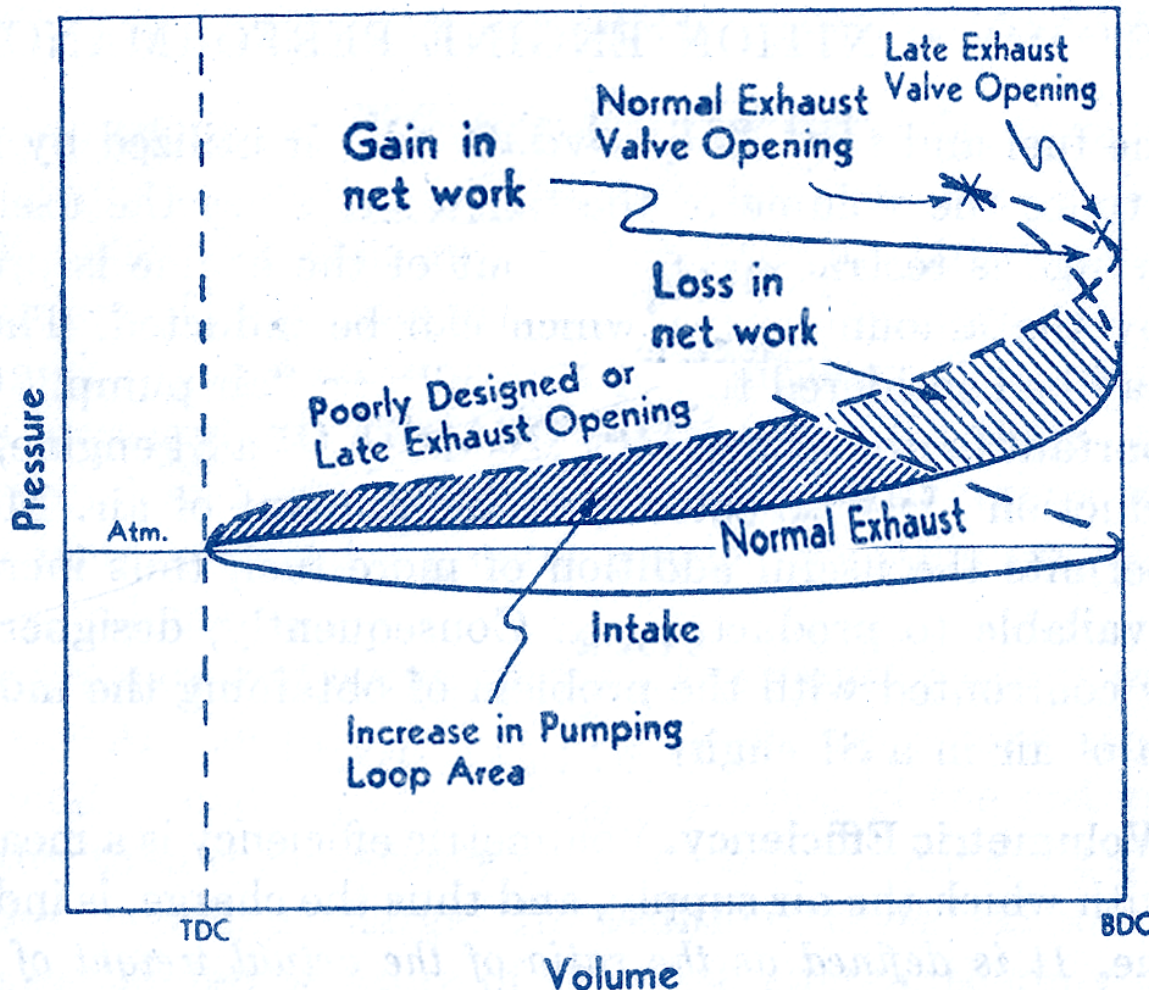 Late Exhaust
Valve Opening
Normal Exhaust
Valve Opening
Gain in
net work
Loss in
net work
Poorly Designed or
Late Exhaust Opening
Pressure
Atm.
Normal Exhaust
Intake
Increase in Pumping
Loop Area
TDC
BDC
Volume